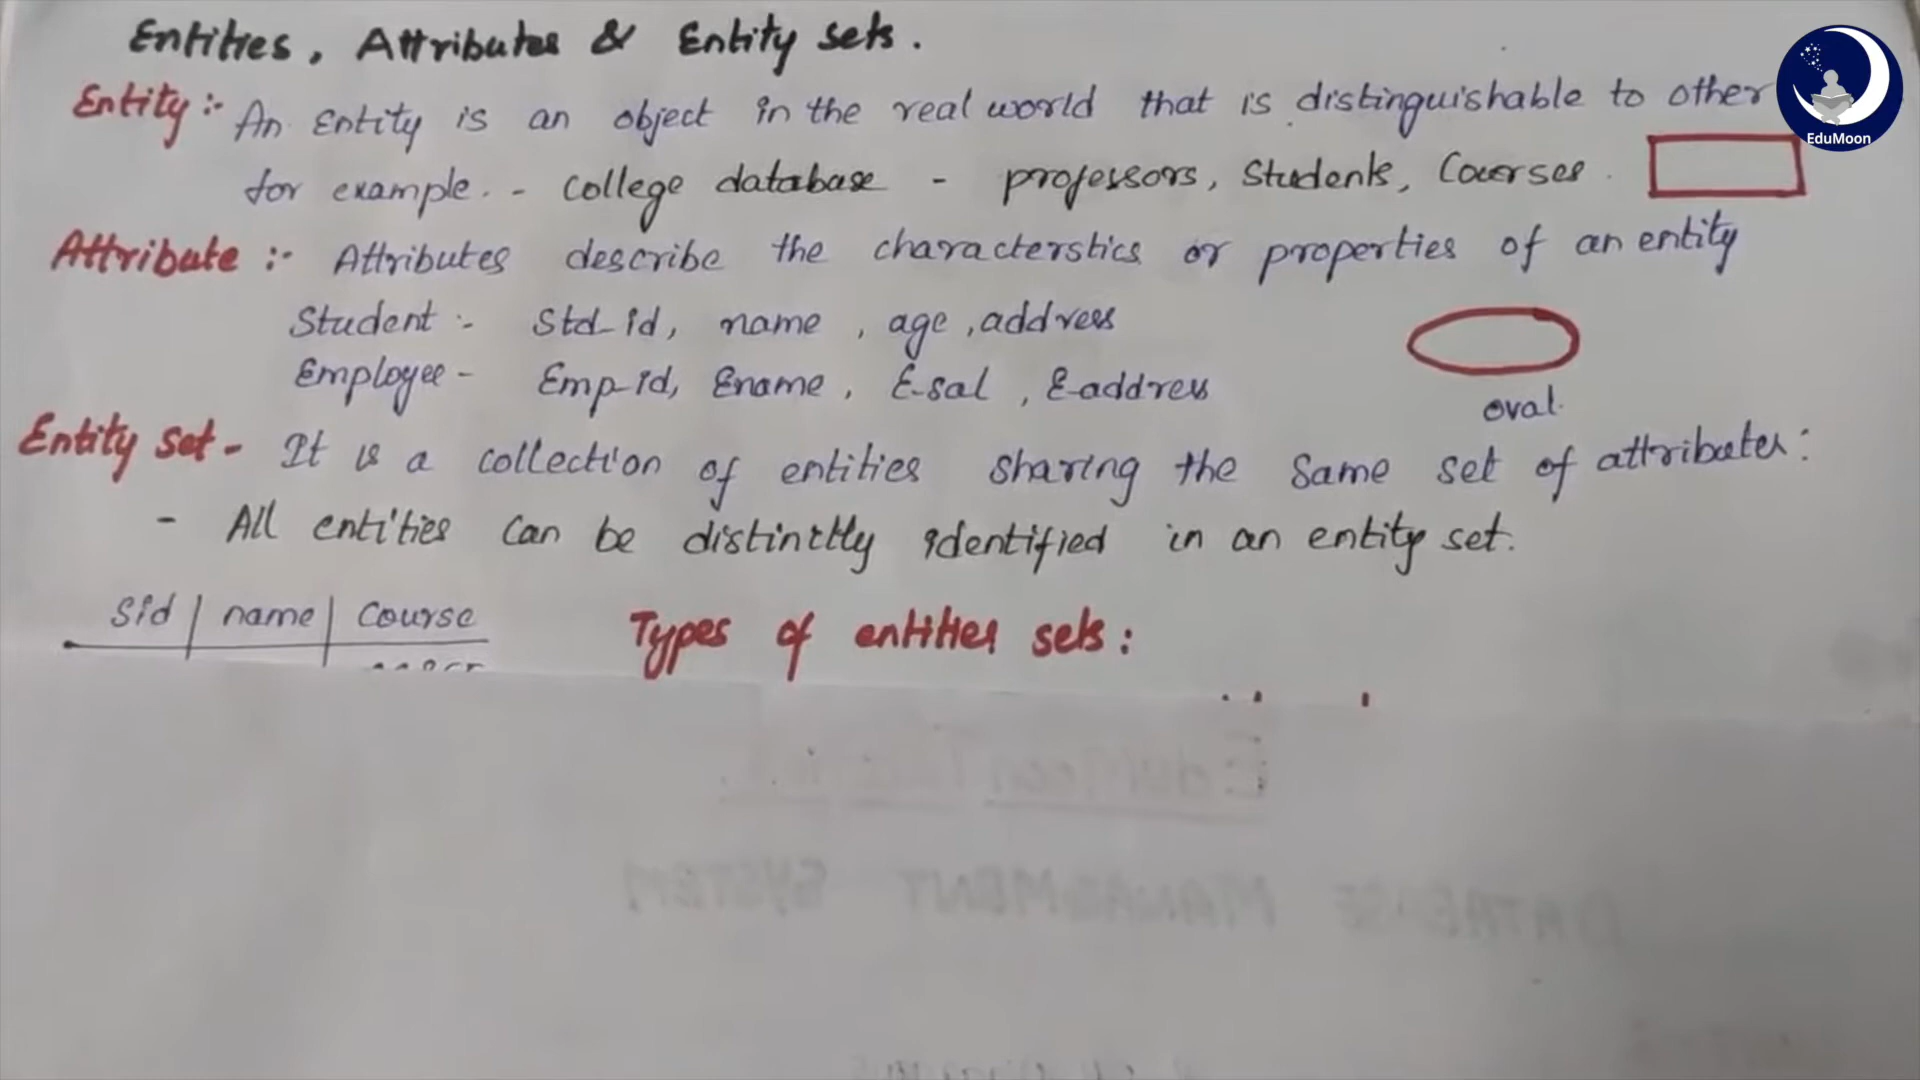 Entities, Attributes & Entity sets.
Entity :- An Entity is an object in the real world that is distinguishable to other
for example. - College database - professors, Students, Courses.
Attribute :- Attributes describe the characterstics or properties of an entity
Student :- Std-id, name, age, address
Employee - Emp-id, Ename, E-sal, E-address
oval.
Entity set - It is a collection of entities sharing the same set of attributes:
- All entities can be distinctly identified in an entity set.
Sid | name | Course
Types of entities sets:
EduMoon
DATABASE MANAGEMENT SYSTEM